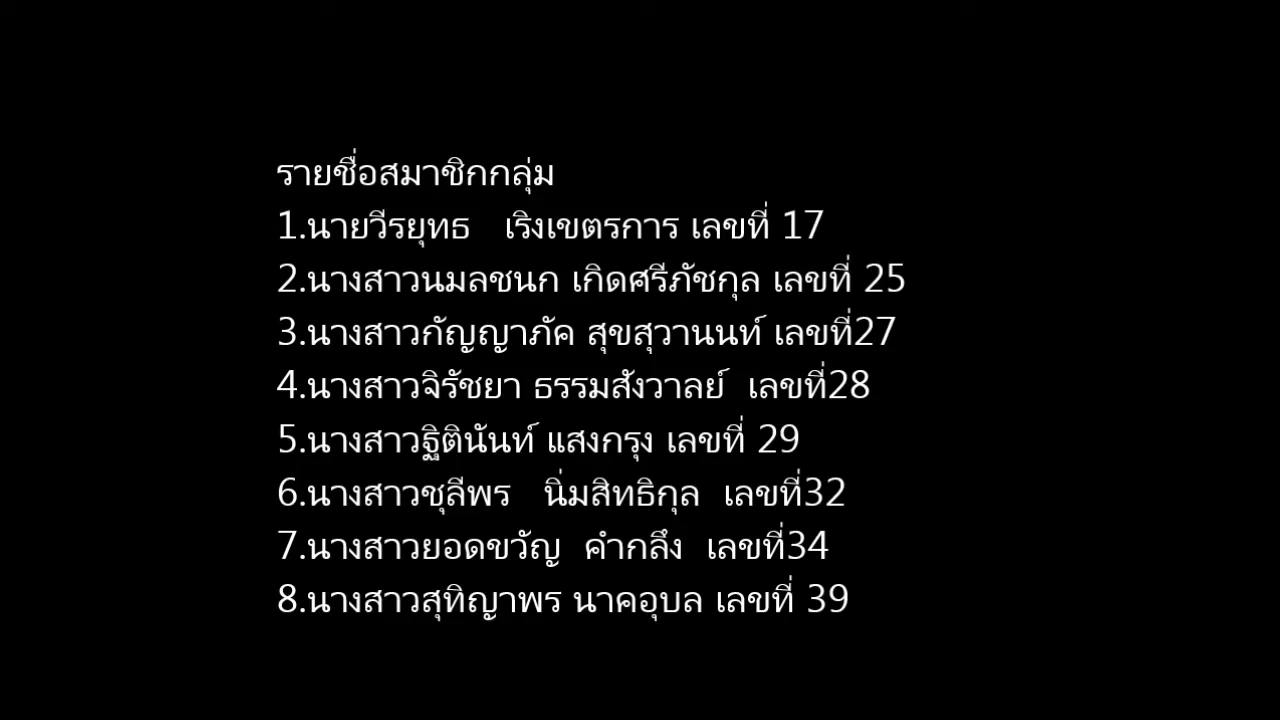 รายชื่อสมาชิกกลุ่ม
1.นายวีรยุทธ   เริงเขตรการ เลขที่ 17
2.นางสาวนมลชนก เกิดศรีภัชกุล เลขที่ 25
3.นางสาวกัญญาภัค สุขสุวานนท์ เลขที่27
4.นางสาวจิรัชยา ธรรมสังวาลย์  เลขที่28
5.นางสาวฐิตินันท์ แสงกรุง เลขที่ 29
6.นางสาวชุลีพร   นิ่มสิทธิกุล  เลขที่32
7.นางสาวยอดขวัญ  คำกลึง  เลขที่34
8.นางสาวสุทิญาพร นาคอุบล เลขที่ 39